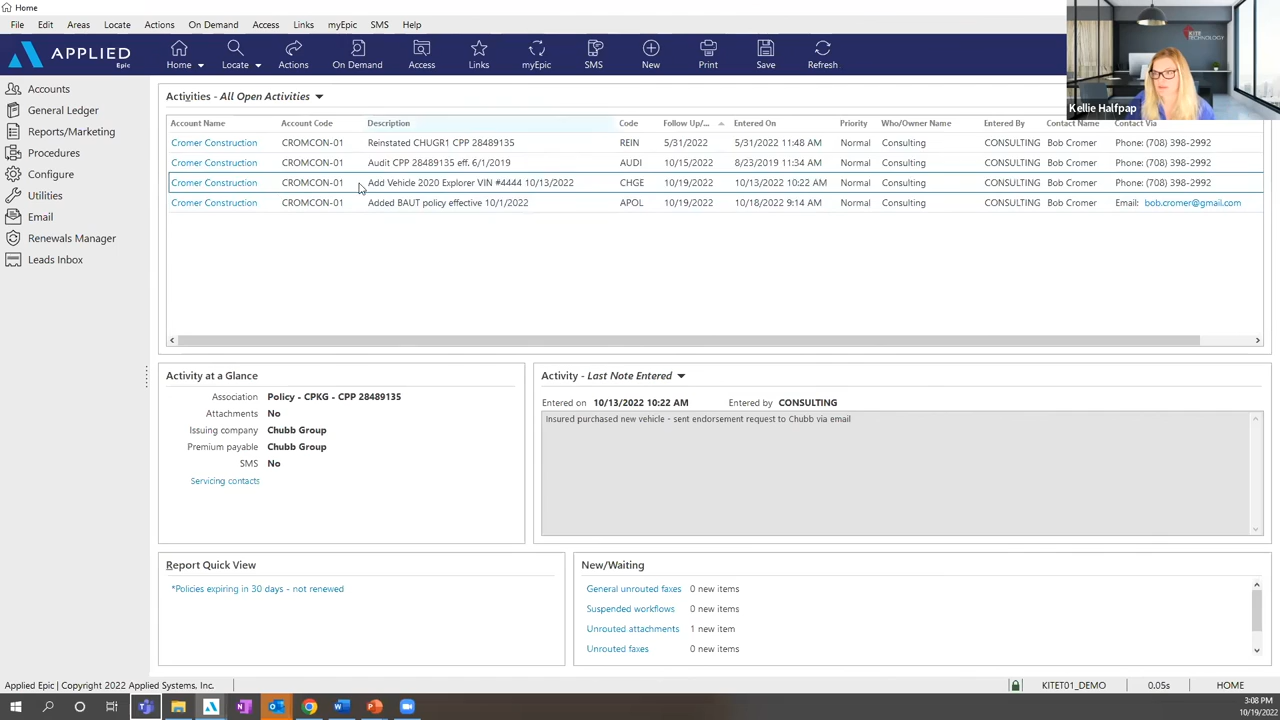 Home
File Edit Areas Locate Actions On Demand Access Links myEpic SMS Help
APPLIED Epic
Home Locate Actions On Demand Access Links myEpic SMS New Print Save Refresh
KITE TECHNOLOGY
Kellie Halfpap
Accounts
General Ledger
Reports/Marketing
Procedures
Configure
Utilities
Email
Renewals Manager
Leads Inbox
Activities - All Open Activities
Account Name Account Code Description Code Follow Up/... Entered On Priority Who/Owner Name Entered By Contact Name Contact Via
Cromer Construction CROMCON-01 Reinstated CHUGR1 CPP 28489135 REIN 5/31/2022 5/31/2022 11:48 AM Normal Consulting CONSULTING Bob Cromer Phone: (708) 398-2992
Cromer Construction CROMCON-01 Audit CPP 28489135 eff. 6/1/2019 AUDI 10/15/2022 8/23/2019 11:34 AM Normal Consulting CONSULTING Bob Cromer Phone: (708) 398-2992
Cromer Construction CROMCON-01 Add Vehicle 2020 Explorer VIN #4444 10/13/2022 CHGE 10/19/2022 10/13/2022 10:22 AM Normal Consulting CONSULTING Bob Cromer Phone: (708) 398-2992
Cromer Construction CROMCON-01 Added BAUT policy effective 10/1/2022 APOL 10/19/2022 10/18/2022 9:14 AM Normal Consulting CONSULTING Bob Cromer Email: bob.cromer@gmail.com
Activity at a Glance
Association Policy - CPKG - CPP 28489135
Attachments No
Issuing company Chubb Group
Premium payable Chubb Group
SMS No
Servicing contacts
Activity - Last Note Entered
Entered on 10/13/2022 10:22 AM Entered by CONSULTING
Insured purchased new vehicle - sent endorsement request to Chubb via email
Report Quick View
*Policies expiring in 30 days - not renewed
New/Waiting
General unrouted faxes 0 new items
Suspended workflows 0 new items
Unrouted attachments 1 new item
Unrouted faxes 0 new items
Applied Epic | Copyright 2022 Applied Systems, Inc. KITET01_DEMO 0.05s HOME
3:08 PM
10/19/2022